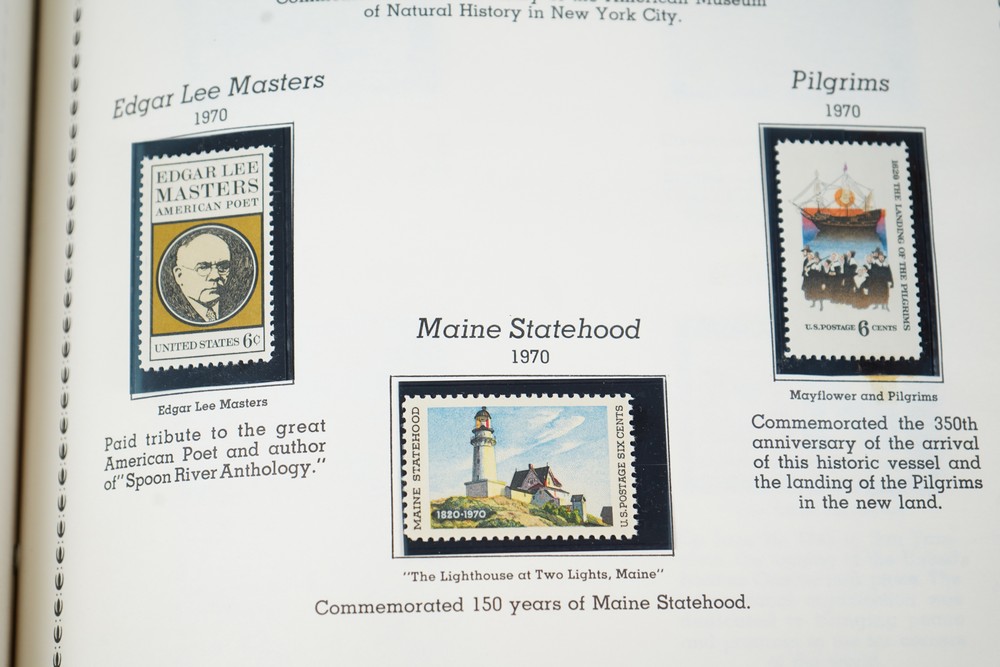 of Natural History in New York City.
Edgar Lee Masters
1970
EDGAR LEE
MASTERS
AMERICAN POET
UNITED STATES 6c
Edgar Lee Masters
Paid tribute to the great
American Poet and author
of "Spoon River Anthology."
Maine Statehood
1970
MAINE STATEHOOD
1820-1970
U.S. POSTAGE SIX CENTS
"The Lighthouse at Two Lights, Maine"
Commemorated 150 years of Maine Statehood.
Pilgrims
1970
1620 THE LANDING OF THE PILGRIMS
U.S. POSTAGE 6 CENTS
Mayflower and Pilgrims
Commemorated the 350th
anniversary of the arrival
of this historic vessel and
the landing of the Pilgrims
in the new land.